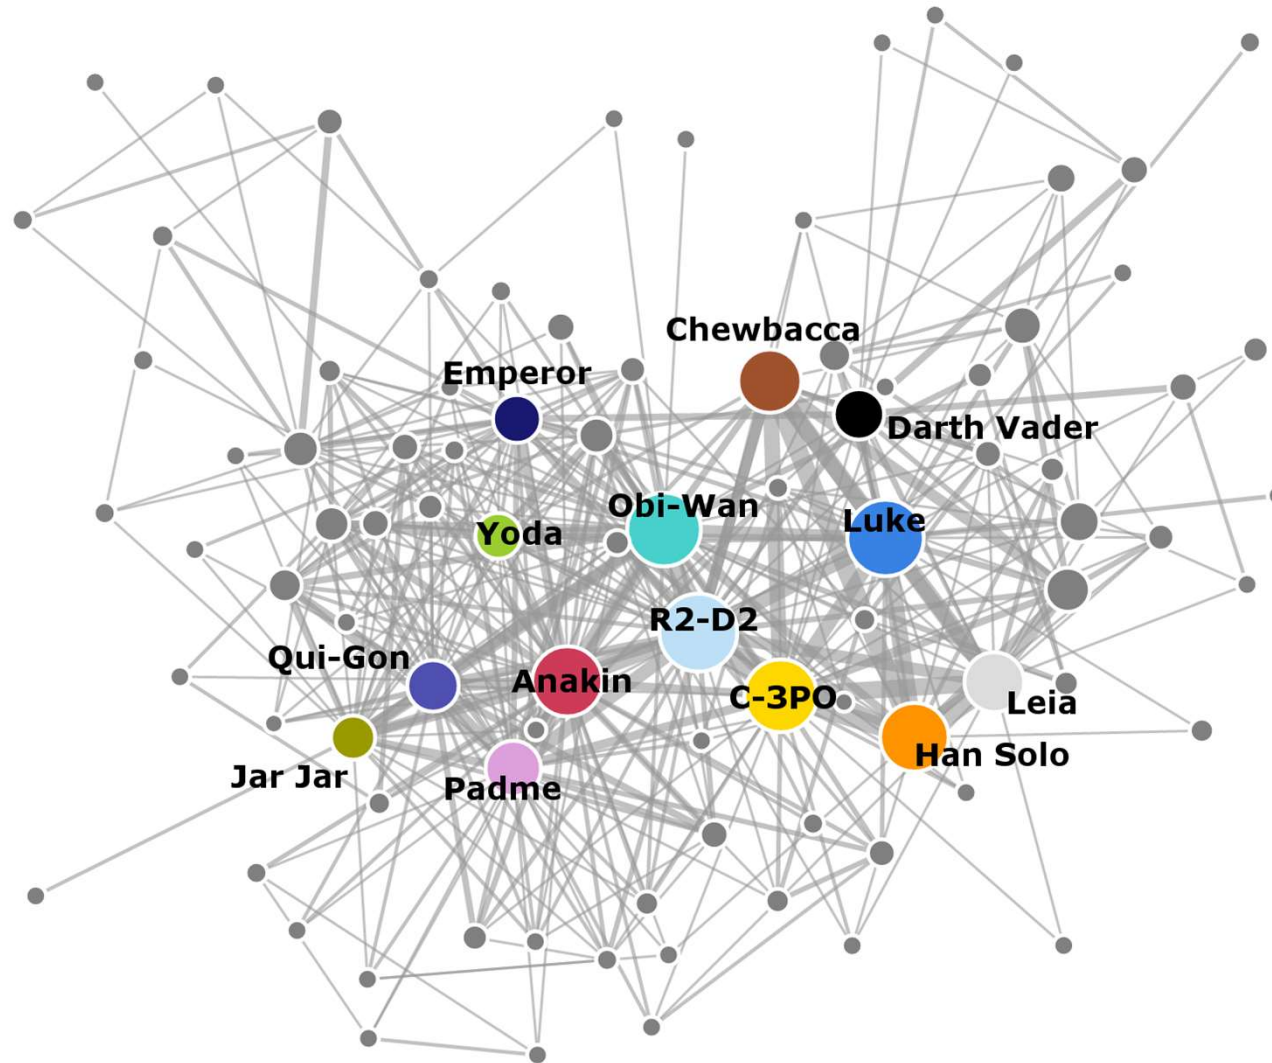 Chewbacca
Emperor
Darth Vader
Obi-Wan
Luke
Yoda
R2-D2
Qui-Gon
Anakin
C-3PO
Leia
Han Solo
Jar Jar
Padme